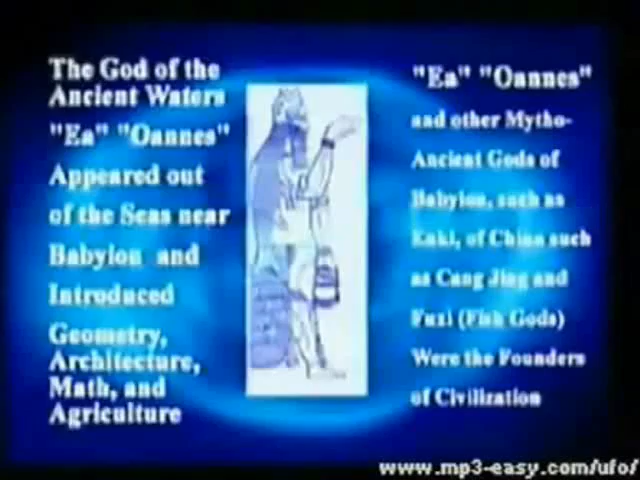 The God of the
Ancient Waters
"Ea" "Oannes"
Appeared out
of the Seas near
Babylon and
Introduced
Geometry,
Architecture,
Math, and
Agriculture
"Ea" "Oannes"
and other Mytho-
Ancient Gods of
Babylon, such as
of China such
as Cang Jing and
Fuzi (Fish Gods)
Were the Founders
of Civilization
www.mp3-easy.com/ufo/